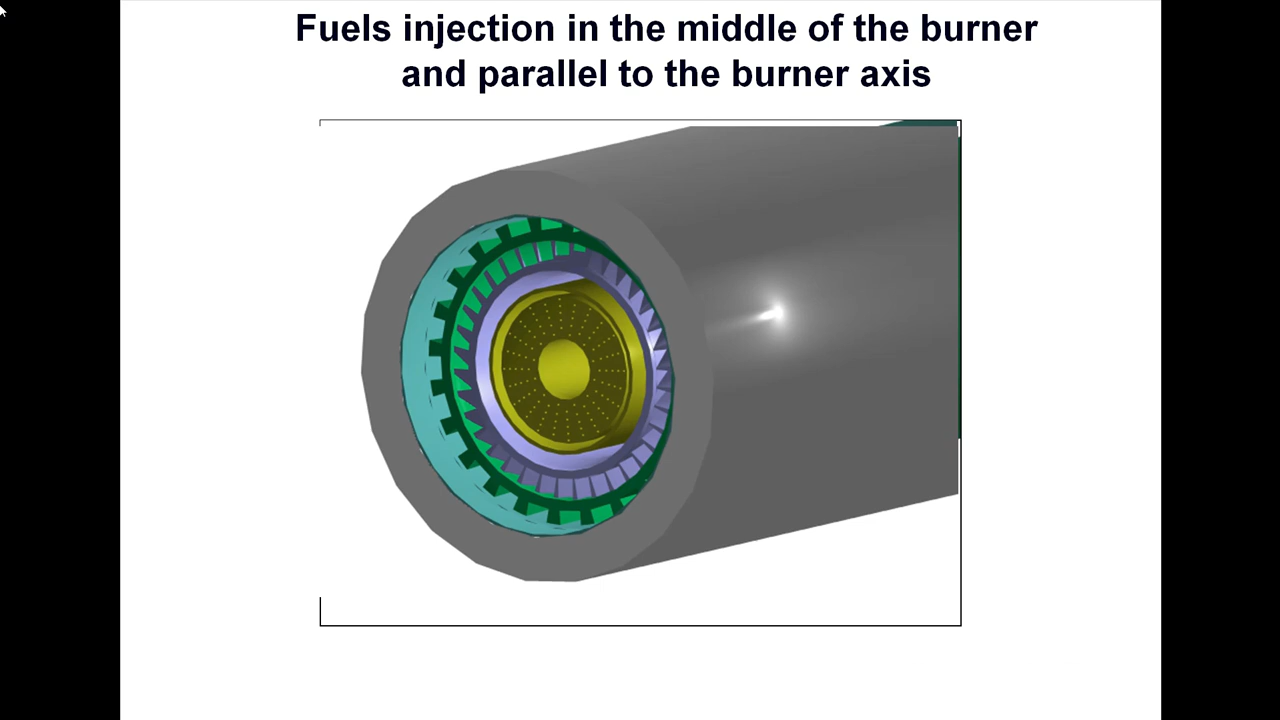 Fuels injection in the middle of the burner
and parallel to the burner axis